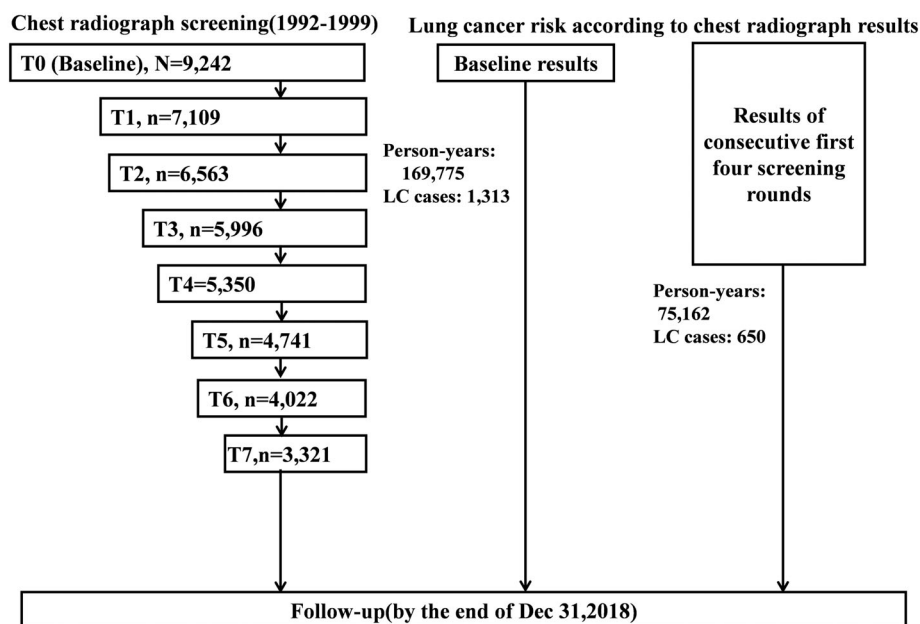 Chest radiograph screening(1992-1999)
T0 (Baseline), N=9,242
T1, n=7,109
T2, n=6,563
T3, n=5,996
T4=5,350
T5, n=4,741
T6, n=4,022
T7,n=3,321
Lung cancer risk according to chest radiograph results
Baseline results
Person-years:
169,775
LC cases: 1,313
Results of
consecutive first
four screening
rounds
Person-years:
75,162
LC cases: 650
Follow-up(by the end of Dec 31,2018)